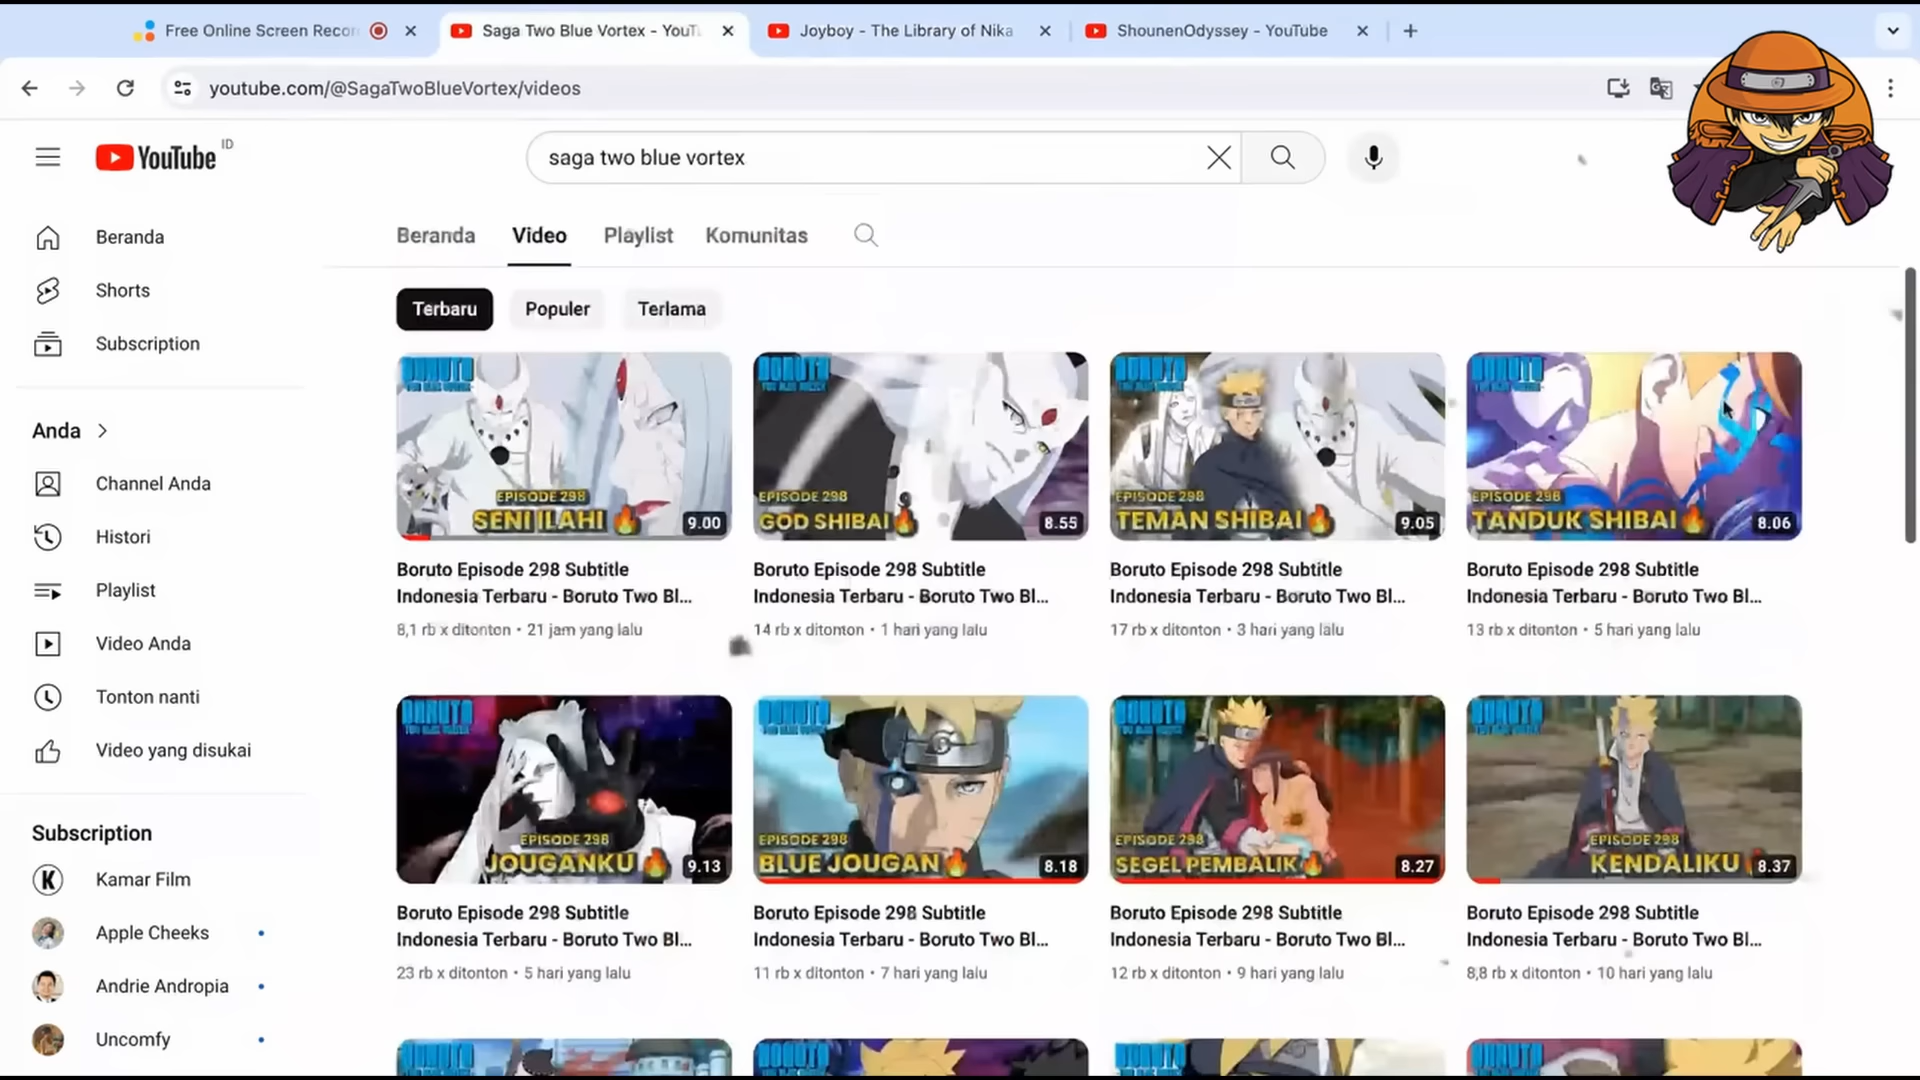 Free Online Screen Recor
Saga Two Blue Vortex - YouT
Joyboy - The Library of Nika
ShounenOdyssey - YouTube
youtube.com/@SagaTwoBlueVortex/videos
YouTube ID
saga two blue vortex
Beranda
Shorts
Subscription
Anda
Channel Anda
Histori
Playlist
Video Anda
Tonton nanti
Video yang disukai
Subscription
Kamar Film
Apple Cheeks
Andrie Andropia
Uncomfy
Beranda Video Playlist Komunitas
Terbaru Populer Terlama
BORUTO
EPISODE 298
SENI ILAHI
9.00
Boruto Episode 298 Subtitle
Indonesia Terbaru - Boruto Two Bl...
8,1 rb x ditonton • 21 jam yang lalu
BORUTO
EPISODE 298
GOD SHIBAI
8.55
Boruto Episode 298 Subtitle
Indonesia Terbaru - Boruto Two Bl...
14 rb x ditonton • 1 hari yang lalu
BORUTO
EPISODE 298
TEMAN SHIBAI
9.05
Boruto Episode 298 Subtitle
Indonesia Terbaru - Boruto Two Bl...
17 rb x ditonton • 3 hari yang lalu
BORUTO
EPISODE 298
TANDUK SHIBAI
8.06
Boruto Episode 298 Subtitle
Indonesia Terbaru - Boruto Two Bl...
13 rb x ditonton • 5 hari yang lalu
BORUTO
EPISODE 298
JOUGANKU
9.13
Boruto Episode 298 Subtitle
Indonesia Terbaru - Boruto Two Bl...
23 rb x ditonton • 5 hari yang lalu
BORUTO
EPISODE 298
BLUE JOUGAN
8.18
Boruto Episode 298 Subtitle
Indonesia Terbaru - Boruto Two Bl...
11 rb x ditonton • 7 hari yang lalu
BORUTO
EPISODE 298
SEGEL PEMBALIK
8.27
Boruto Episode 298 Subtitle
Indonesia Terbaru - Boruto Two Bl...
12 rb x ditonton • 9 hari yang lalu
BORUTO
EPISODE 298
KENDALIKU
8.37
Boruto Episode 298 Subtitle
Indonesia Terbaru - Boruto Two Bl...
8,8 rb x ditonton • 10 hari yang lalu
BORUTO
BORUTO
BORUTO
BORUTO